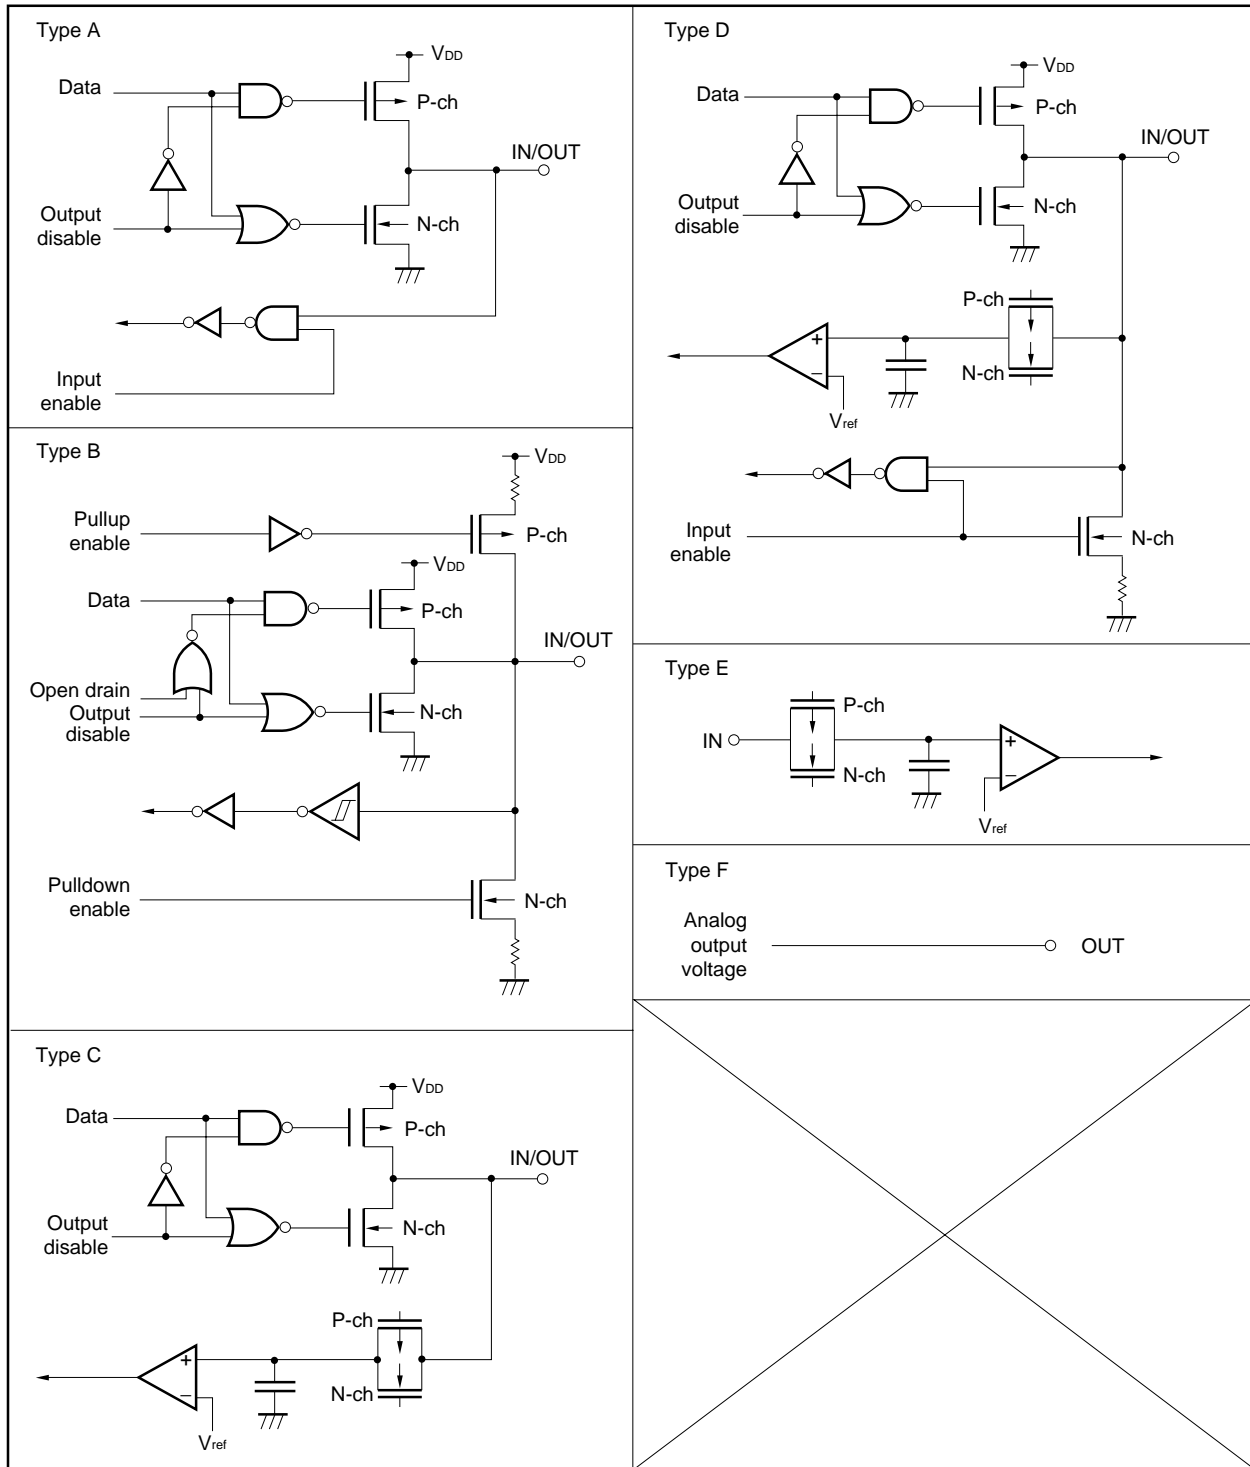 Type A
VDD
Data
P-ch
IN/OUT
Output
disable
N-ch
Input
enable
Type B
VDD
Pullup
enable
P-ch
VDD
Data
P-ch
IN/OUT
Open drain
Output
disable
N-ch
Pulldown
enable
N-ch
Type C
VDD
Data
P-ch
IN/OUT
Output
disable
N-ch
P-ch
+
−
N-ch
Vref
Type D
VDD
Data
P-ch
IN/OUT
Output
disable
N-ch
P-ch
+
−
N-ch
Vref
Input
enable
N-ch
Type E
P-ch
IN
+
−
N-ch
Vref
Type F
Analog
output
voltage
OUT